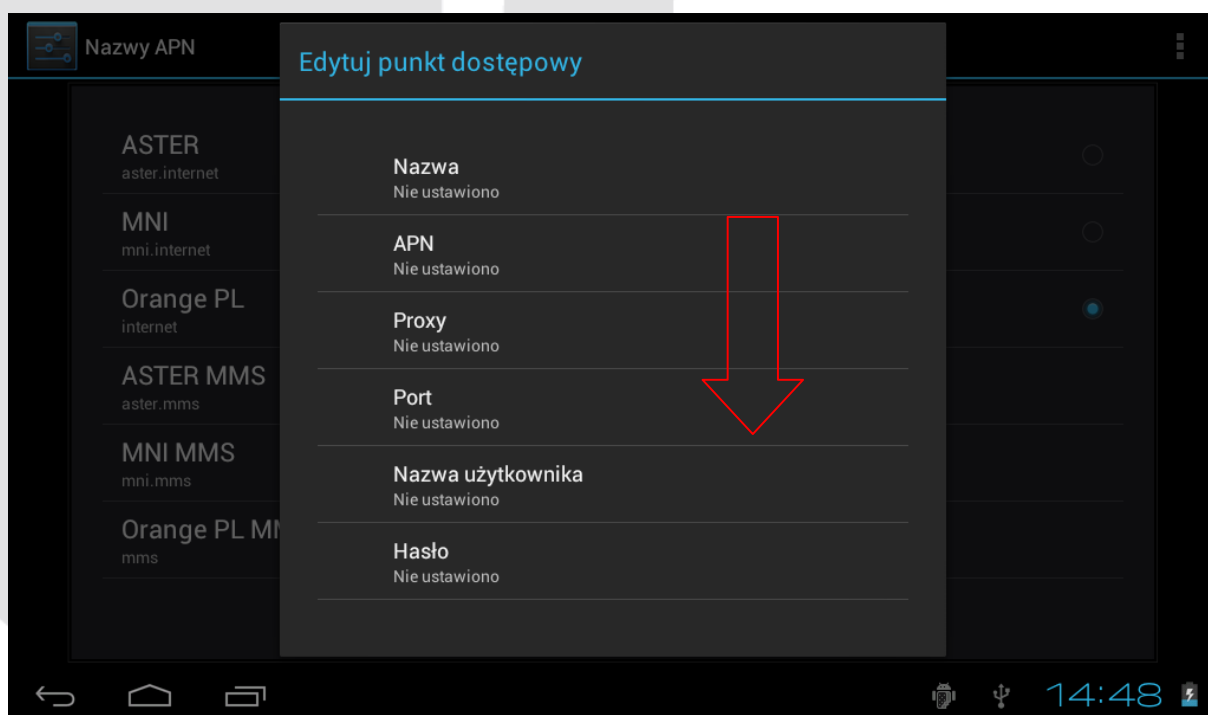 Nazwy APN
Edytuj punkt dostępowy
ASTER
aster.internet
MNI
mni.internet
Orange PL
internet
ASTER MMS
aster.mms
MNI MMS
mni.mms
Orange PL
mms
Nazwa
Nie ustawiono
APN
Nie ustawiono
Proxy
Nie ustawiono
Port
Nie ustawiono
Nazwa użytkownika
Nie ustawiono
Hasło
Nie ustawiono
14:48